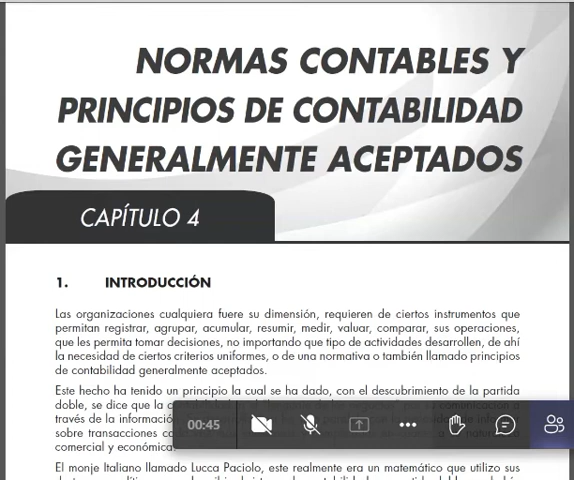 NORMAS CONTABLES Y
PRINCIPIOS DE CONTABILIDAD
GENERALMENTE ACEPTADOS
CAPÍTULO 4
1. INTRODUCCIÓN
Las organizaciones cualquiera fuere su dimensión, requieren de ciertos instrumentos que
permitan registrar, agrupar, acumular, resumir, medir, valuar, comparar, sus operaciones,
que les permita tomar decisiones, no importando que tipo de actividades desarrollen, de ahí
la necesidad de ciertos criterios uniformes, o de una normativa o también llamado principios
de contabilidad generalmente aceptados.
Este hecho ha tenido un principio la cual se ha dado, con el descubrimiento de la partida
doble, se dice que la
través de la informació
sobre transacciones
comercial y económica
00:45
El monje Italiano llamado Lucca Paciolo, este realmente era un matemático que utilizo sus